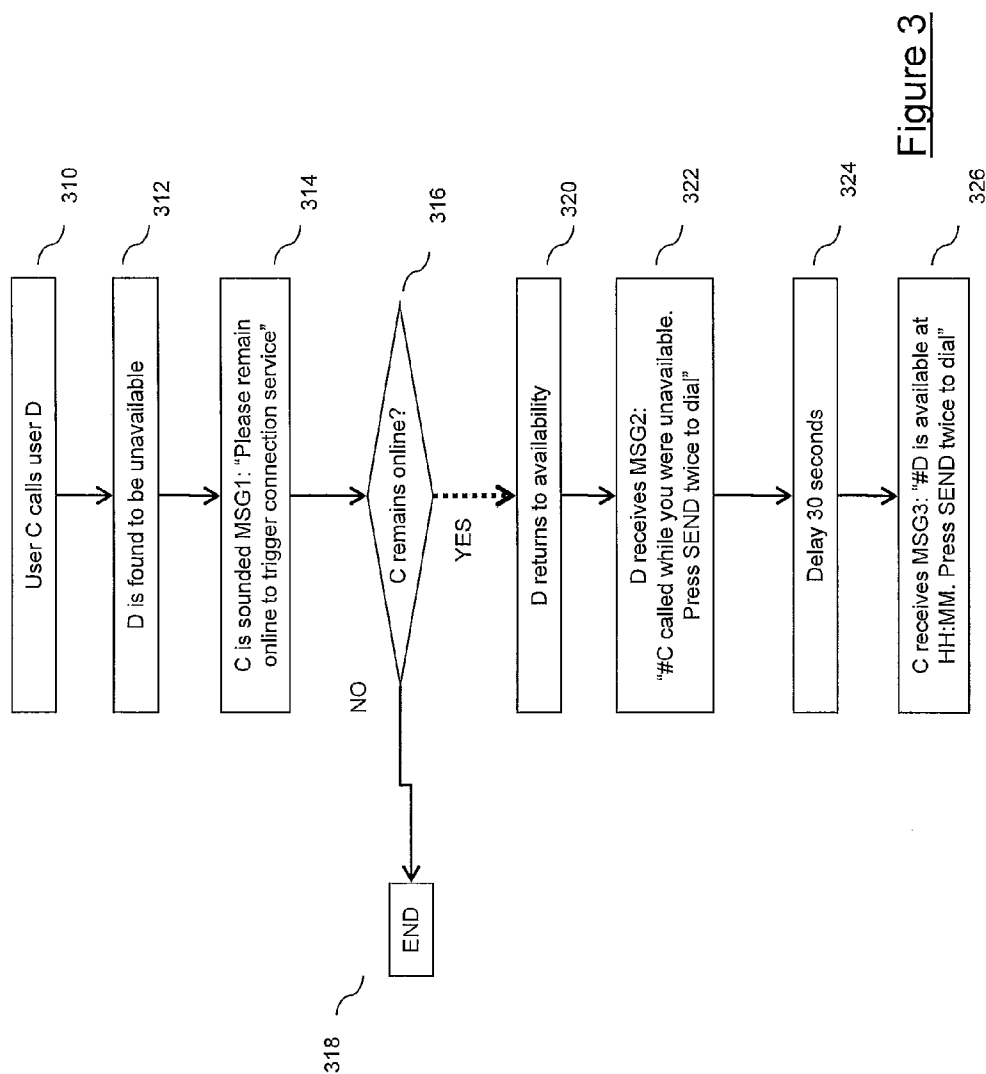 User C calls user D
310
D is found to be unavailable
312
C is sounded MSG1: “Please remain
online to trigger connection service”
314
C remains online?
316
NO
YES
END
318
D returns to availability
320
D receives MSG2:
“#C called while you were unavailable.
Press SEND twice to dial”
322
Delay 30 seconds
324
C receives MSG3: “#D is available at
HH:MM. Press SEND twice to dial”
326
Figure 3